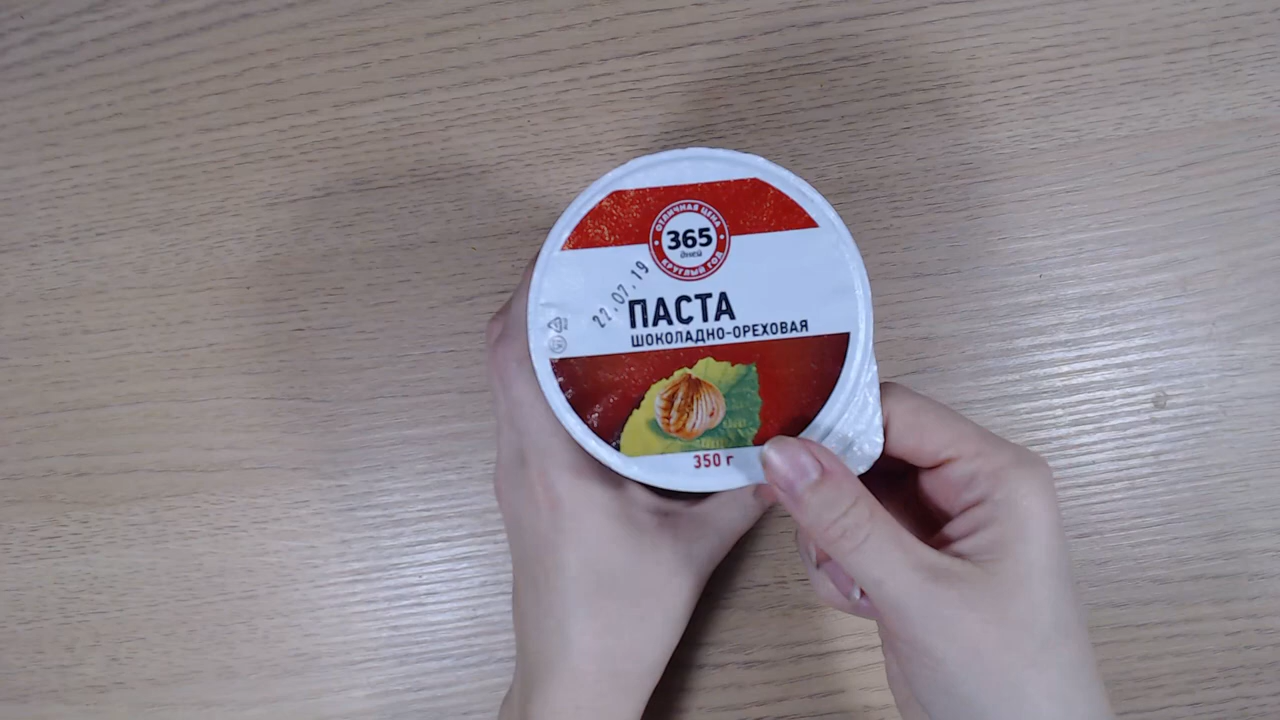 ОТЛИЧНАЯ ЦЕНА
365
дней
КРУГЛЫЙ ГОД
22.07.19
ПАСТА
ШОКОЛАДНО-ОРЕХОВАЯ
350 г